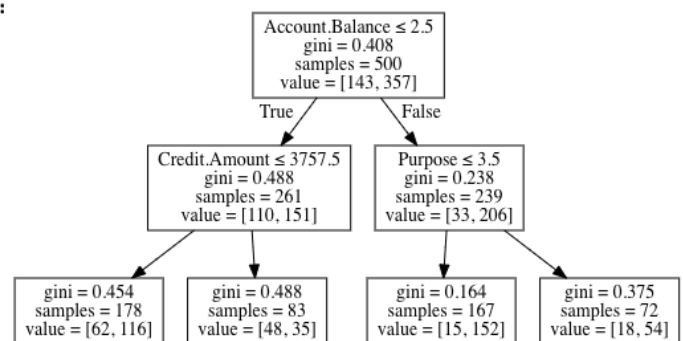 :
Account.Balance ≤ 2.5
gini = 0.408
samples = 500
value = [143, 357]
True
False
Credit.Amount ≤ 3757.5
gini = 0.488
samples = 261
value = [110, 151]
Purpose ≤ 3.5
gini = 0.238
samples = 239
value = [33, 206]
gini = 0.454
samples = 178
value = [62, 116]
gini = 0.488
samples = 83
value = [48, 35]
gini = 0.164
samples = 167
value = [15, 152]
gini = 0.375
samples = 72
value = [18, 54]